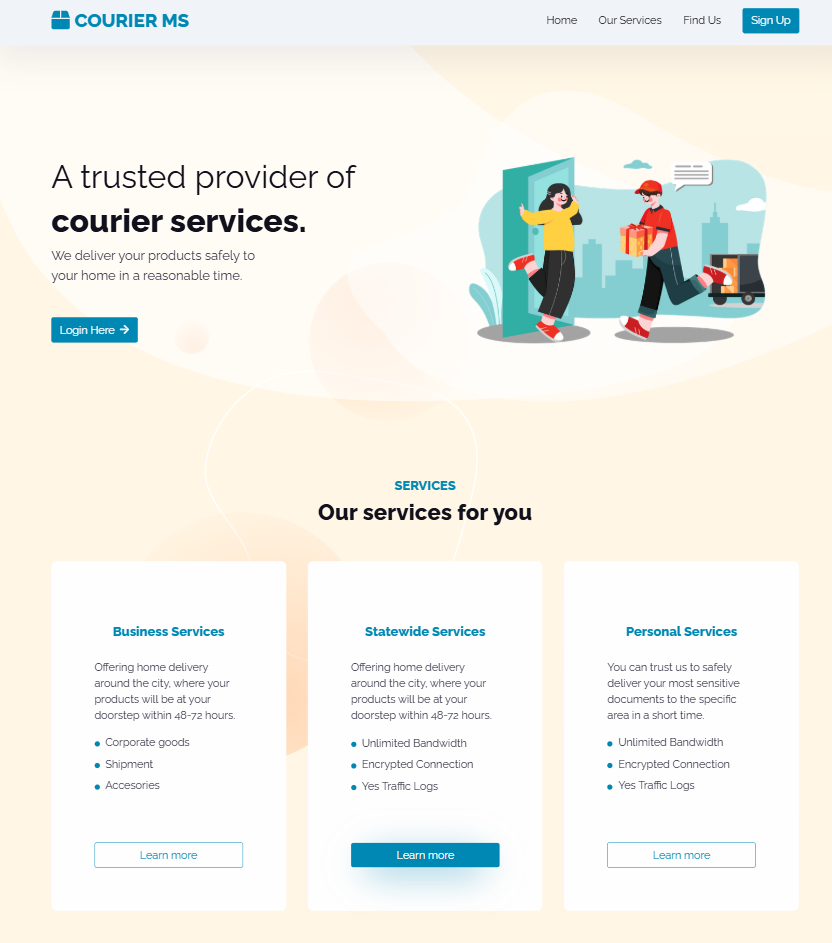 COURIER MS
Home
Our Services
Find Us
Sign Up
A trusted provider of
courier services.
We deliver your products safely to
your home in a reasonable time.
Login Here
SERVICES
Our services for you
Business Services
Offering home delivery
around the city, where your
products will be at your
doorstep within 48-72 hours.
Corporate goods
Shipment
Accesories
Learn more
Statewide Services
Offering home delivery
around the city, where your
products will be at your
doorstep within 48-72 hours.
Unlimited Bandwidth
Encrypted Connection
Yes Traffic Logs
Learn more
Personal Services
You can trust us to safely
deliver your most sensitive
documents to the specific
area in a short time.
Unlimited Bandwidth
Encrypted Connection
Yes Traffic Logs
Learn more